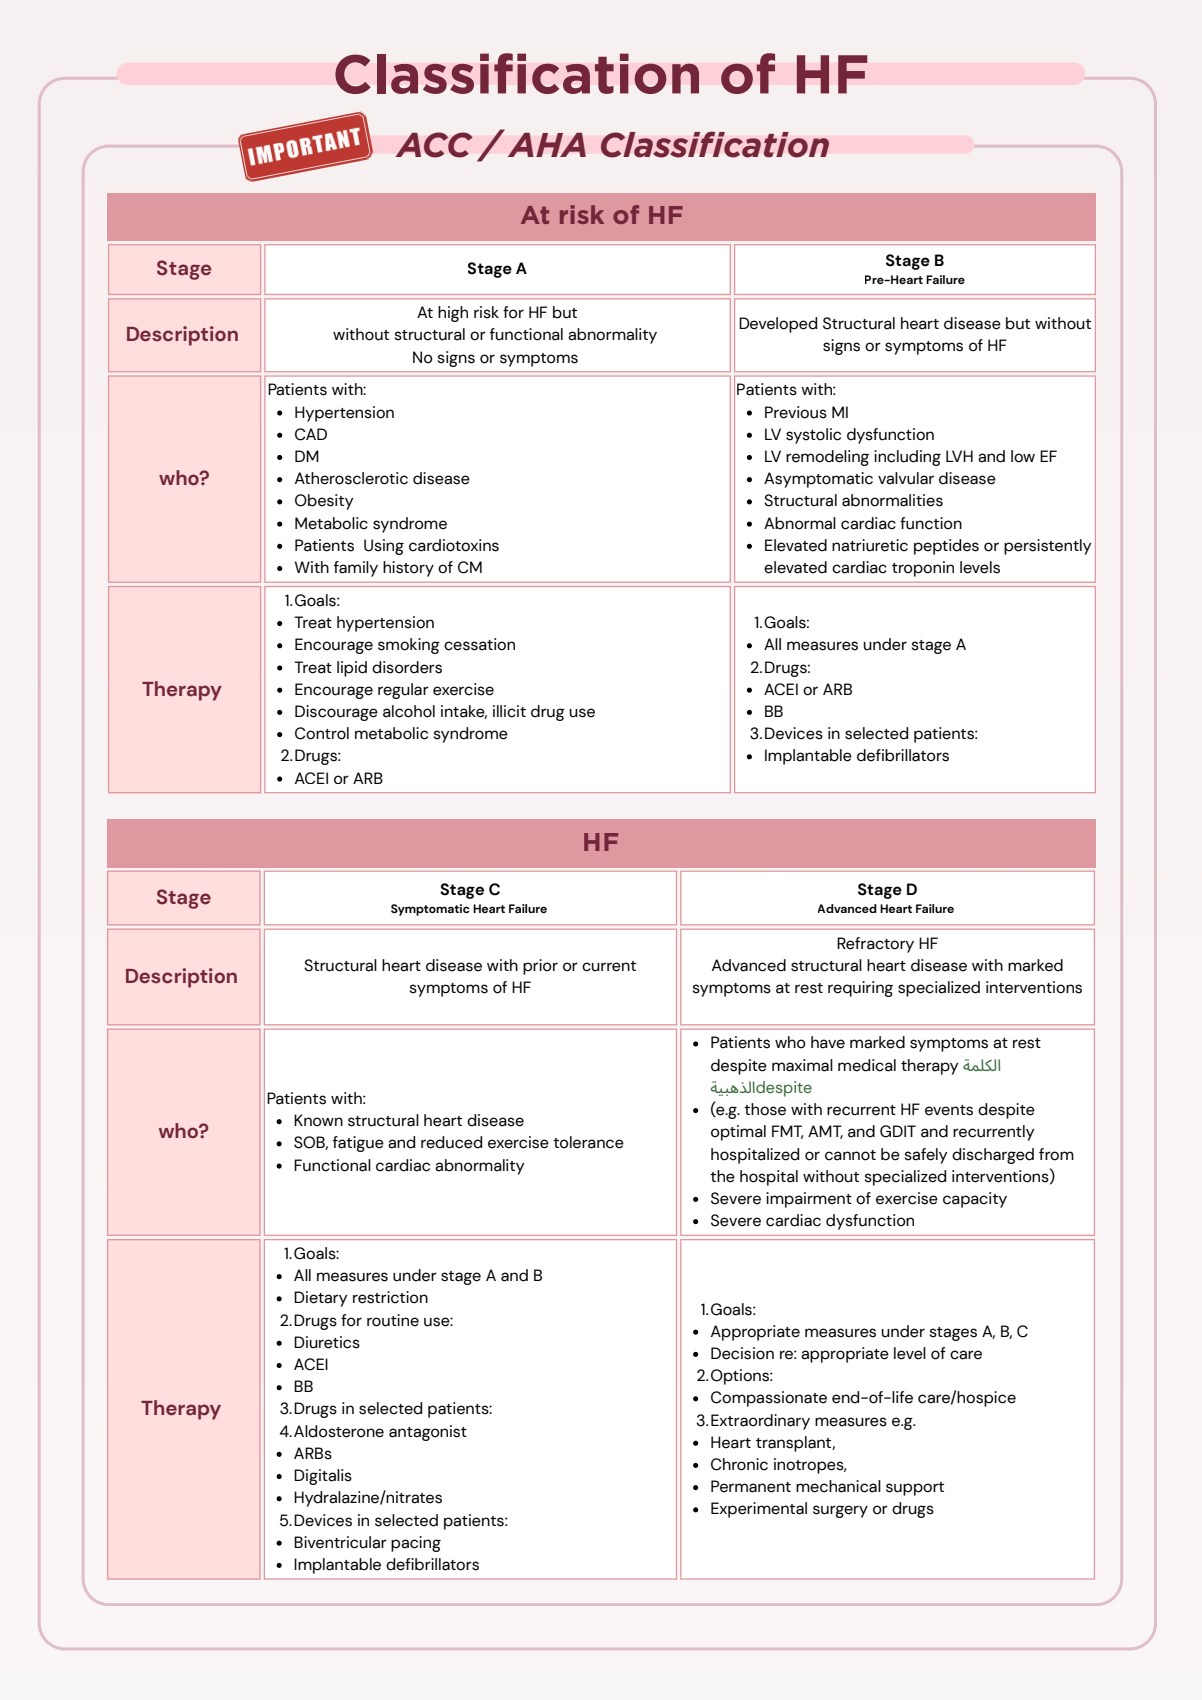 Classification of HF
IMPORTANT
ACC / AHA Classification
At risk of HF
Stage
Stage A
Stage B
Pre-Heart Failure
Description
At high risk for HF but
without structural or functional abnormality
No signs or symptoms
Developed Structural heart disease but without
signs or symptoms of HF
who?
Patients with:
• Hypertension
• CAD
• DM
• Atherosclerotic disease
• Obesity
• Metabolic syndrome
• Patients  Using cardiotoxins
• With family history of CM
Patients with:
• Previous MI
• LV systolic dysfunction
• LV remodeling including LVH and low EF
• Asymptomatic valvular disease
• Structural abnormalities
• Abnormal cardiac function
• Elevated natriuretic peptides or persistently
elevated cardiac troponin levels
Therapy
1.Goals:
• Treat hypertension
• Encourage smoking cessation
• Treat lipid disorders
• Encourage regular exercise
• Discourage alcohol intake, illicit drug use
• Control metabolic syndrome
2.Drugs:
• ACEI or ARB
1.Goals:
• All measures under stage A
2.Drugs:
• ACEI or ARB
• BB
3.Devices in selected patients:
• Implantable defibrillators
HF
Stage
Stage C
Symptomatic Heart Failure
Stage D
Advanced Heart Failure
Description
Structural heart disease with prior or current
symptoms of HF
Refractory HF
Advanced structural heart disease with marked
symptoms at rest requiring specialized interventions
who?
Patients with:
• Known structural heart disease
• SOB, fatigue and reduced exercise tolerance
• Functional cardiac abnormality
• Patients who have marked symptoms at rest
despite maximal medical therapy الكلمة
الذهبيةdespite
• (e.g. those with recurrent HF events despite
optimal FMT, AMT, and GDIT and recurrently
hospitalized or cannot be safely discharged from
the hospital without specialized interventions)
• Severe impairment of exercise capacity
• Severe cardiac dysfunction
Therapy
1.Goals:
• All measures under stage A and B
• Dietary restriction
2.Drugs for routine use:
• Diuretics
• ACEI
• BB
3.Drugs in selected patients:
4.Aldosterone antagonist
• ARBs
• Digitalis
• Hydralazine/nitrates
5.Devices in selected patients:
• Biventricular pacing
• Implantable defibrillators
1.Goals:
• Appropriate measures under stages A, B, C
• Decision re: appropriate level of care
2.Options:
• Compassionate end-of-life care/hospice
3.Extraordinary measures e.g.
• Heart transplant,
• Chronic inotropes,
• Permanent mechanical support
• Experimental surgery or drugs